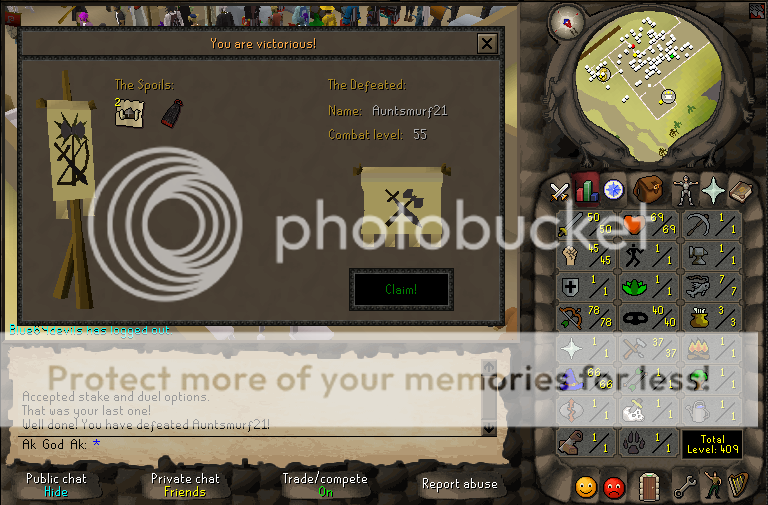 You are victorious!
The Spoils:
2
The Defeated:
Name: Auntsmurf21
Combat level: 55
Claim!
photobucket
Protect more of your memories for less!
has logged out
Accepted stake and duel options.
That was your last one!
Well done! You have defeated Auntsmurf21!
Ak God Ak: *
Public chat
Hide
Private chat
Friends
Trade/compete
On
Report abuse
50 50 69 69 1 1
45 45 1 1 1 1
1 1 1 1 7 7
78 78 40 40 3 3
1 1 37 37 1 1
66 66 1 1 1 1
1 1 1 1 1 1
1 1 1 1
Total
Level: 409